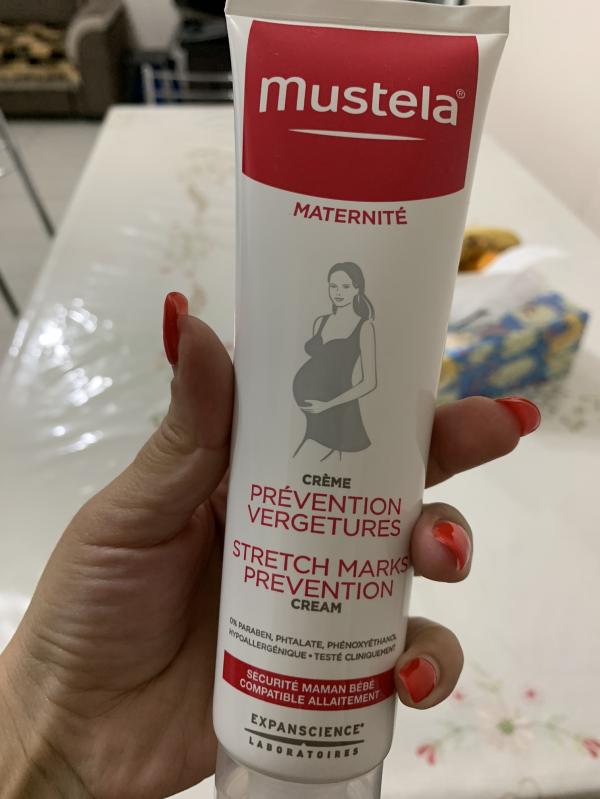 mustela®
MATERNITÉ
CRÈME
PRÉVENTION
VERGETURES
STRETCH MARKS
PREVENTION
CREAM
0% PARABEN, PHTALATE, PHÉNOXYÉTHANOL
HYPOALLERGÉNIQUE • TESTÉ CLINIQUEMENT
SÉCURITÉ MAMAN BÉBÉ
COMPATIBLE ALLAITEMENT
EXPANSCIENCE®
LABORATOIRES